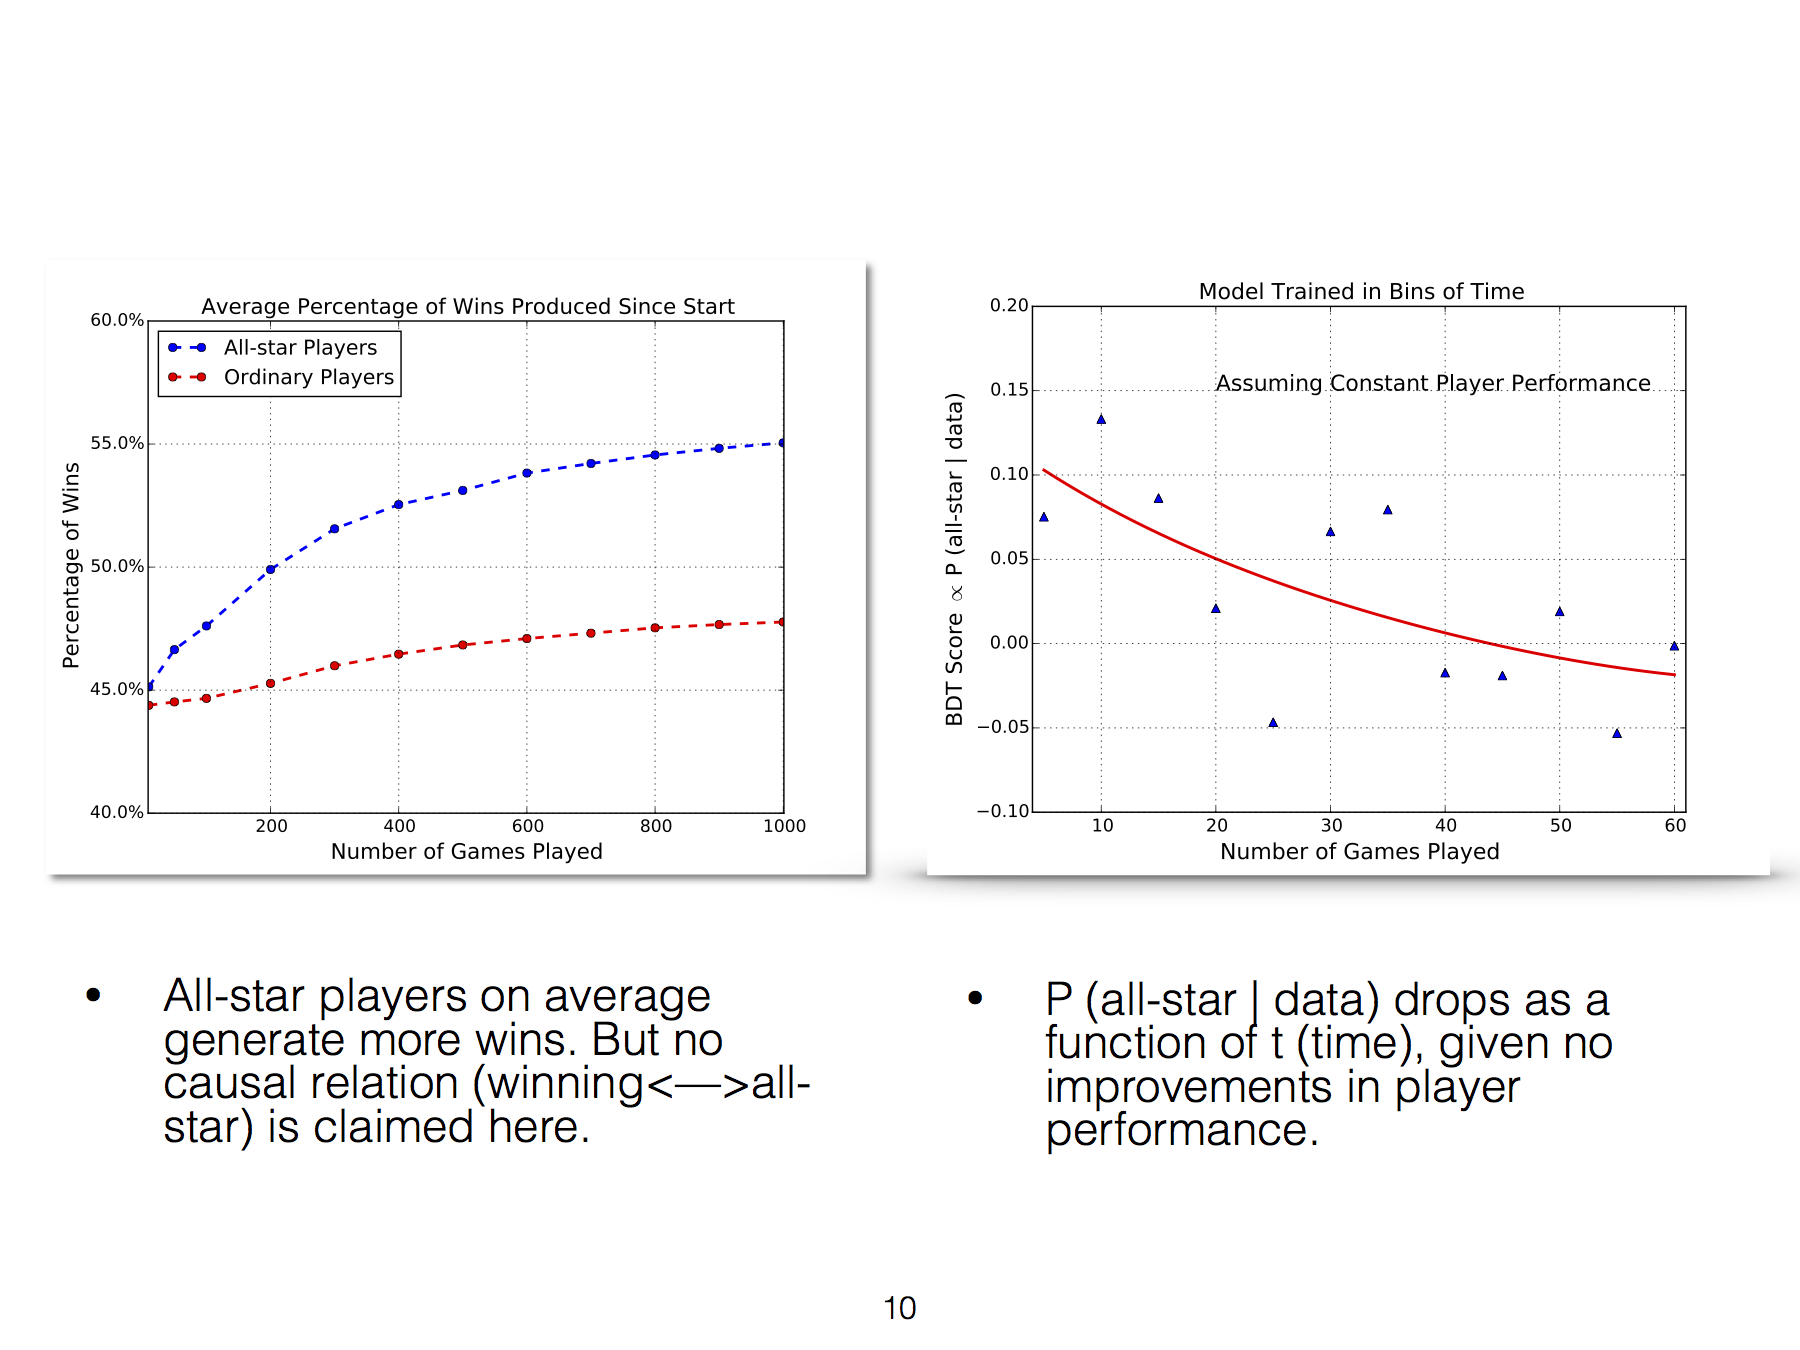 Average Percentage of Wins Produced Since Start
60.0%
55.0%
50.0%
45.0%
40.0%
Percentage of Wins
All-star Players
Ordinary Players
200 400 600 800 1000
Number of Games Played
Model Trained in Bins of Time
0.20
0.15
0.10
0.05
0.00
−0.05
−0.10
BDT Score ∝ P (all-star | data)
Assuming Constant Player Performance
10 20 30 40 50 60
Number of Games Played
• All-star players on average
generate more wins. But no
causal relation (winning<—>all-
star) is claimed here.
• P (all-star | data) drops as a
function of t (time), given no
improvements in player
performance.
10